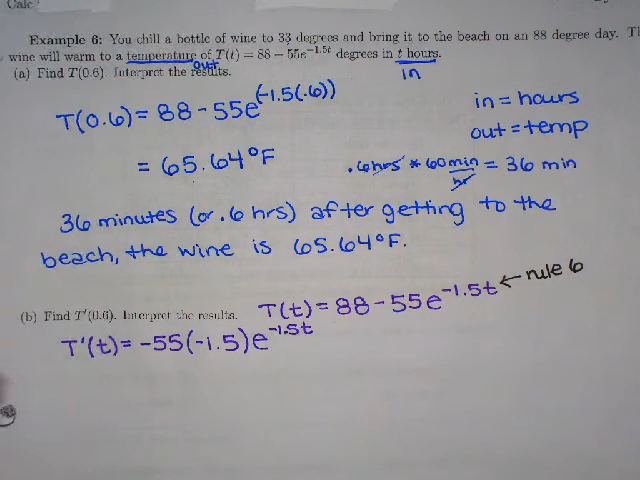 Calc
Example 6: You chill a bottle of wine to 33 degrees and bring it to the beach on an 88 degree day.
wine will warm to a temperature of T(t) = 88 − 55e^{−1.5t} degrees in t hours.
out
in
(a) Find T(0.6). Interpret the results.
T(0.6) = 88 - 55e^{(-1.5(.6))}
in = hours
out = temp
= 65.64°F
.6hrs * 60 min/hr = 36 min
36 minutes (or .6 hrs) after getting to the
beach, the wine is 65.64°F.
(b) Find T'(0.6). Interpret the results.
T(t) = 88 - 55e^{-1.5t} ← rule 6
T'(t) = -55(-1.5)e^{-1.5t}